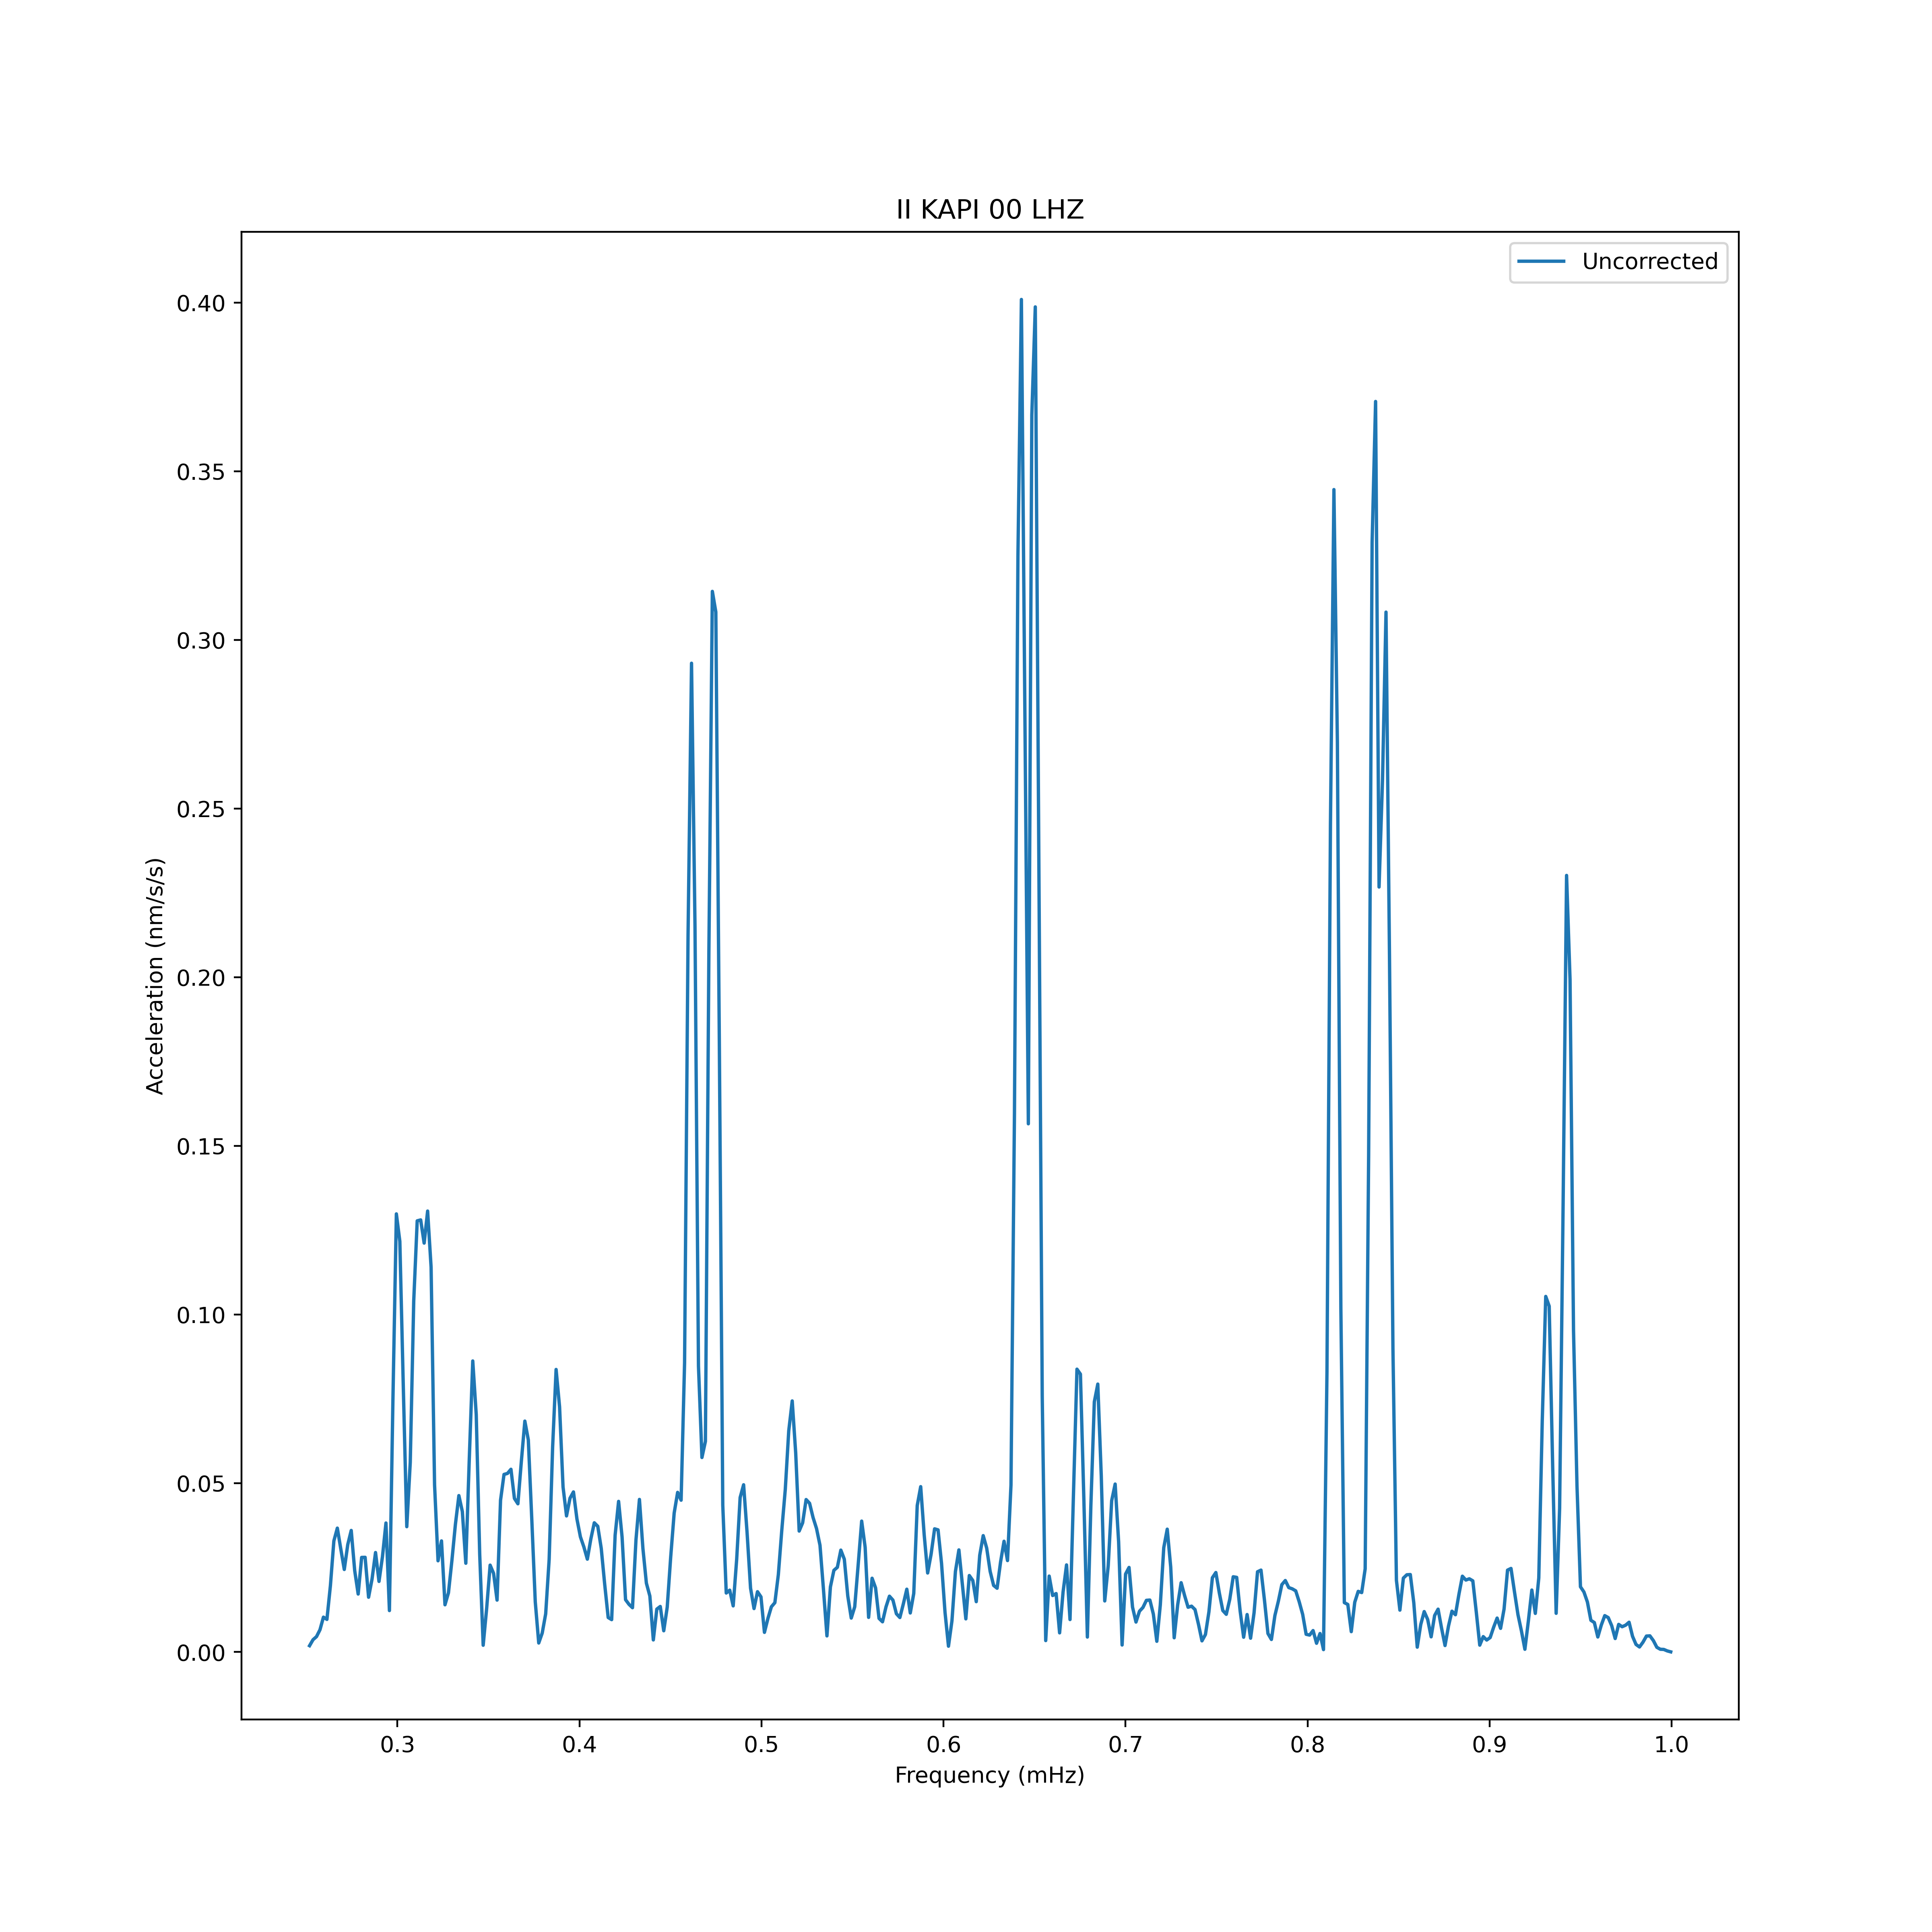 II KAPI 00 LHZ
Uncorrected
0.40
0.35
0.30
0.25
0.20
0.15
0.10
0.05
0.00
Acceleration (nm/s/s)
0.3 0.4 0.5 0.6 0.7 0.8 0.9 1.0
Frequency (mHz)